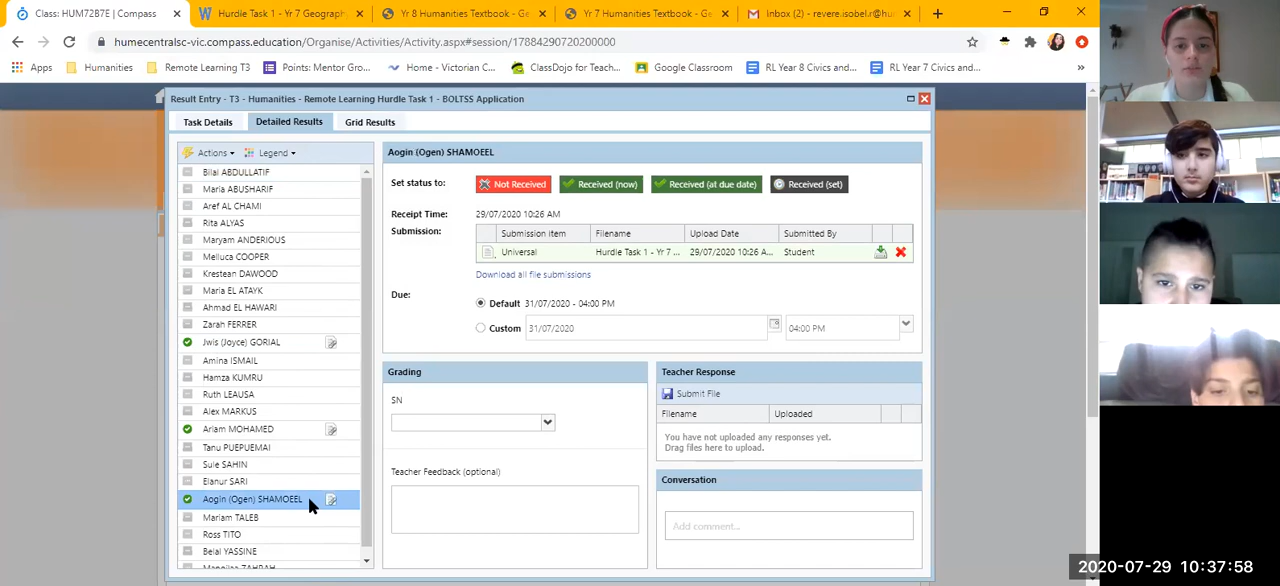 Class: HUM72B7E | Compass
Hurdle Task 1 - Yr 7 Geograph
Yr 8 Humanities Textbook - Ge
Yr 7 Humanities Textbook - Ge
Inbox (2) - revere.isobel.r@hum
humecentralsc-vic.compass.education/Organise/Activities/Activity.aspx#session/17884290720200000
Apps
Humanities
Remote Learning T3
Points: Mentor Gro...
Home - Victorian C...
ClassDojo for Teach...
Google Classroom
RL Year 8 Civics and...
RL Year 7 Civics and...
»
Result Entry - T3 - Humanities - Remote Learning Hurdle Task 1 - BOLTSS Application
Task Details
Detailed Results
Grid Results
Actions
Legend
Bilal ABDULLATIF
Maria ABUSHARIF
Aref AL CHAMI
Rita ALYAS
Maryam ANDERIOUS
Melluca COOPER
Krestean DAWOOD
Maria EL ATAYK
Ahmad EL HAWARI
Zarah FERRER
Jwis (Joyce) GORIAL
Amina ISMAIL
Hamza KUMRU
Ruth LEAUSA
Alex MARKUS
Arlam MOHAMED
Tanu PUEPUEMAI
Sule SAHIN
Elanur SARI
Aogin (Ogen) SHAMOEEL
Mariam TALEB
Ross TITO
Belal YASSINE
Aogin (Ogen) SHAMOEEL
Set status to:
Not Received
Received (now)
Received (at due date)
Received (set)
Receipt Time:
29/07/2020 10:26 AM
Submission:
Submission Item
Filename
Upload Date
Submitted By
Universal
Hurdle Task 1 - Yr 7 ...
29/07/2020 10:26 A...
Student
Download all file submissions
Due:
Default
31/07/2020 - 04:00 PM
Custom
31/07/2020
04:00 PM
Grading
SN
Teacher Feedback (optional)
Teacher Response
Submit File
Filename
Uploaded
You have not uploaded any responses yet.
Drag files here to upload.
Conversation
Add comment...
2020-07-29 10:37:58